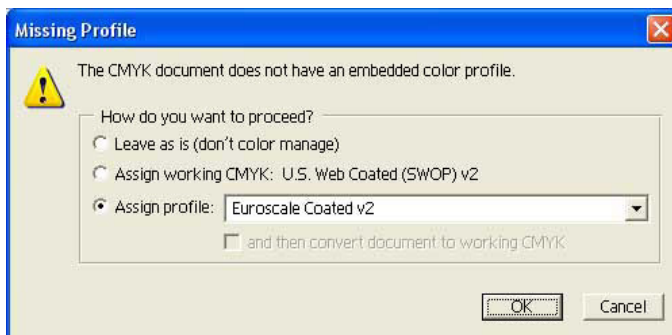 Missing Profile
The CMYK document does not have an embedded color profile.
How do you want to proceed?
Leave as is (don't color manage)
Assign working CMYK: U.S. Web Coated (SWOP) v2
Assign profile: Euroscale Coated v2
and then convert document to working CMYK
OK Cancel